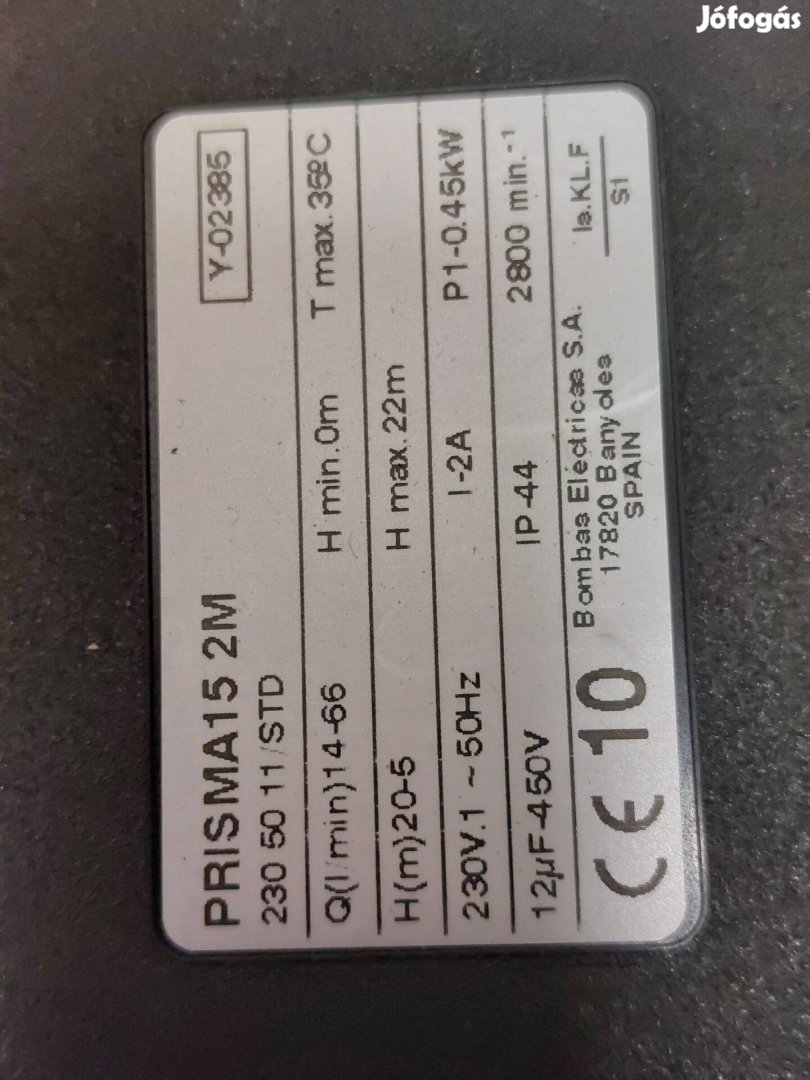 Jófogás
PRISMA15 2M Y-02385
230 50 11/STD
Q(l/min)14-66 H min.0m T max.35ºC
H(m)20-5 H max.22m
230V.1 ~ 50Hz I-2A P1-0.45kW
12µF-450V IP-44 2800 min.-¹
CE 10 Bombas Eléctricas S.A. Is.KL.F
17820 Banyoles S1
SPAIN